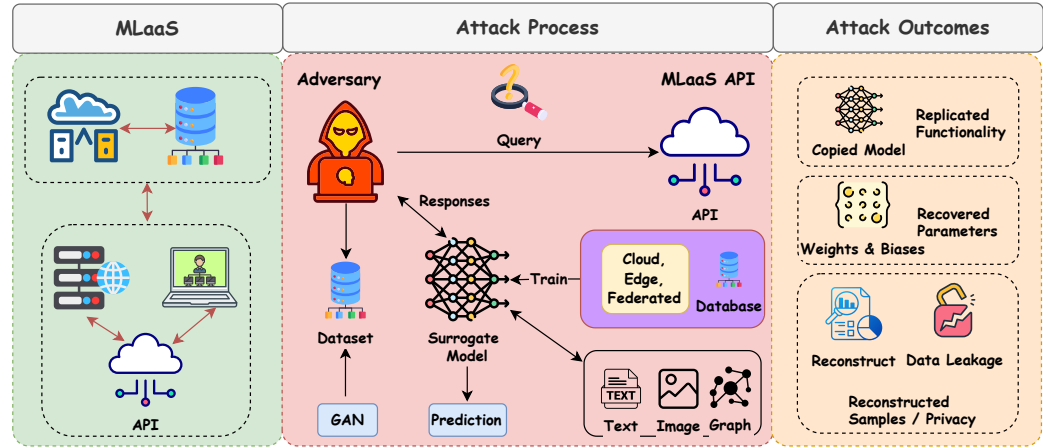 MLaaS
Attack Process
Attack Outcomes
API
Adversary
MLaaS API
Query
API
Responses
Train
Cloud,
Edge,
Federated
Database
Dataset
Surrogate
Model
GAN
Prediction
TEXT
Text
Image
Graph
Copied Model
Replicated
Functionality
Weights & Biases
Recovered
Parameters
Reconstruct
Data Leakage
Reconstructed
Samples / Privacy